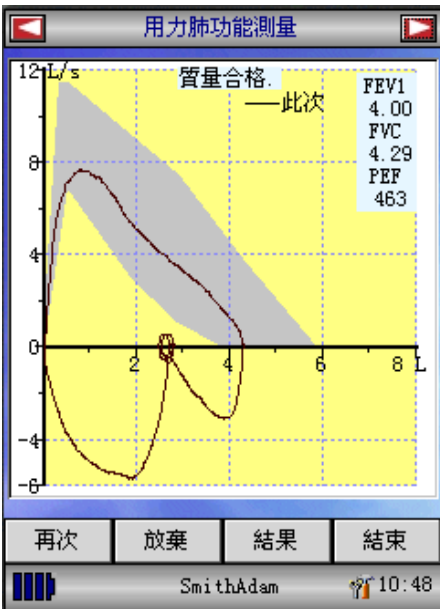 用力肺功能測量
12 L/s
質量合格.
此次
FEV1
4.00
FVC
4.29
PEF
463
8
4
0
2
4
6
8 L
-4
-6
再次
放棄
結果
結束
SmithAdam
10:48